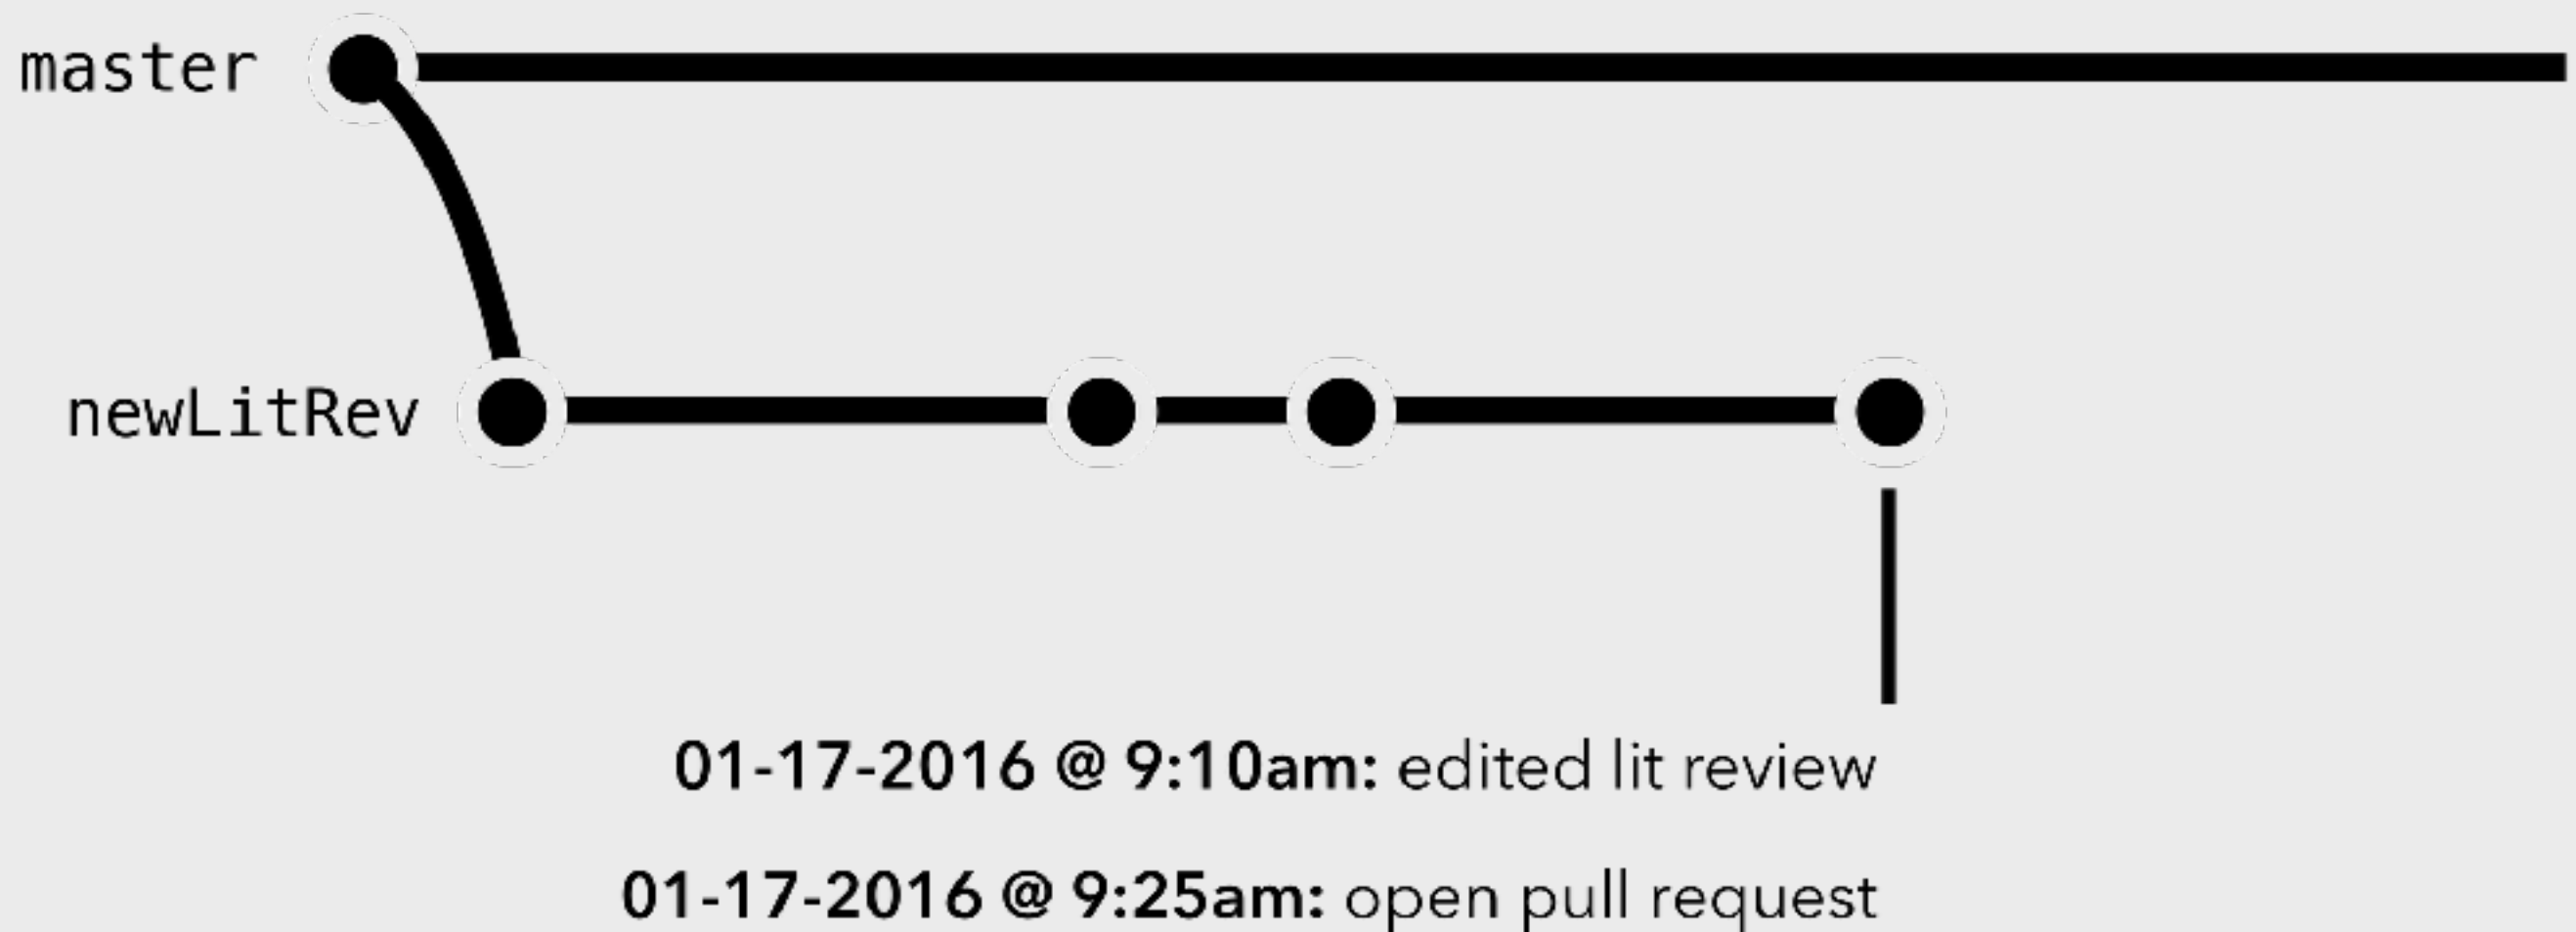 master
newLitRev
01-17-2016 @ 9:10am: edited lit review
01-17-2016 @ 9:25am: open pull request